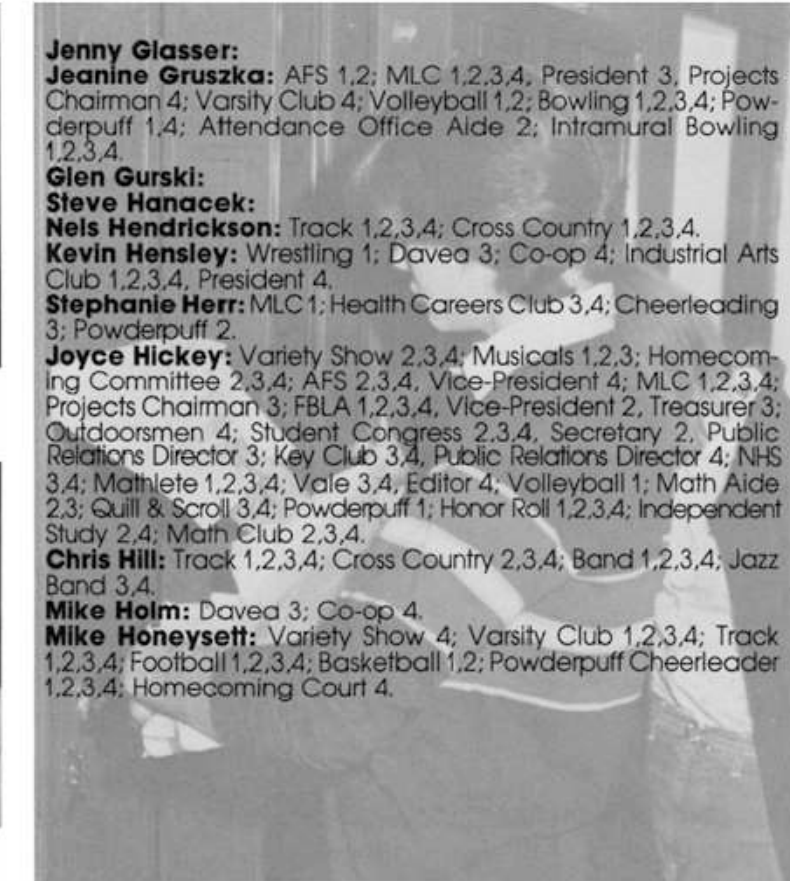 Jenny Glasser:
Jeanine Gruszka: AFS 1,2; MLC 1,2,3,4, President 3, Projects
Chairman 4; Varsity Club 4; Volleyball 1,2; Bowling 1,2,3,4; Pow-
derpuff 1,4; Attendance Office Aide 2; Intramural Bowling
1,2,3,4.
Glen Gurski:
Steve Hanacek:
Nels Hendrickson: Track 1,2,3,4; Cross Country 1,2,3,4.
Kevin Hensley: Wrestling 1; Davea 3; Co-op 4; Industrial Arts
Club 1,2,3,4, President 4.
Stephanie Herr: MLC 1; Health Careers Club 3,4; Cheerleading
3; Powderpuff 2.
Joyce Hickey: Variety Show 2,3,4; Musicals 1,2,3; Homecom-
ing Committee 2,3,4; AFS 2,3,4, Vice-President 4; MLC 1,2,3,4;
Projects Chairman 3; FBLA 1,2,3,4, Vice-President 2, Treasurer 3;
Outdoorsmen 4; Student Congress 2,3,4, Secretary 2, Public
Relations Director 3; Key Club 3,4, Public Relations Director 4; NHS
3,4; Mathlete 1,2,3,4; Vale 3,4, Editor 4; Volleyball 1; Math Aide
2,3; Quill & Scroll 3,4; Powderpuff 1; Honor Roll 1,2,3,4; Independent
Study 2,4; Math Club 2,3,4.
Chris Hill: Track 1,2,3,4; Cross Country 2,3,4; Band 1,2,3,4; Jazz
Band 3,4.
Mike Holm: Davea 3; Co-op 4.
Mike Honeysett: Variety Show 4; Varsity Club 1,2,3,4; Track
1,2,3,4; Football 1,2,3,4; Basketball 1,2; Powderpuff Cheerleader
1,2,3,4; Homecoming Court 4.